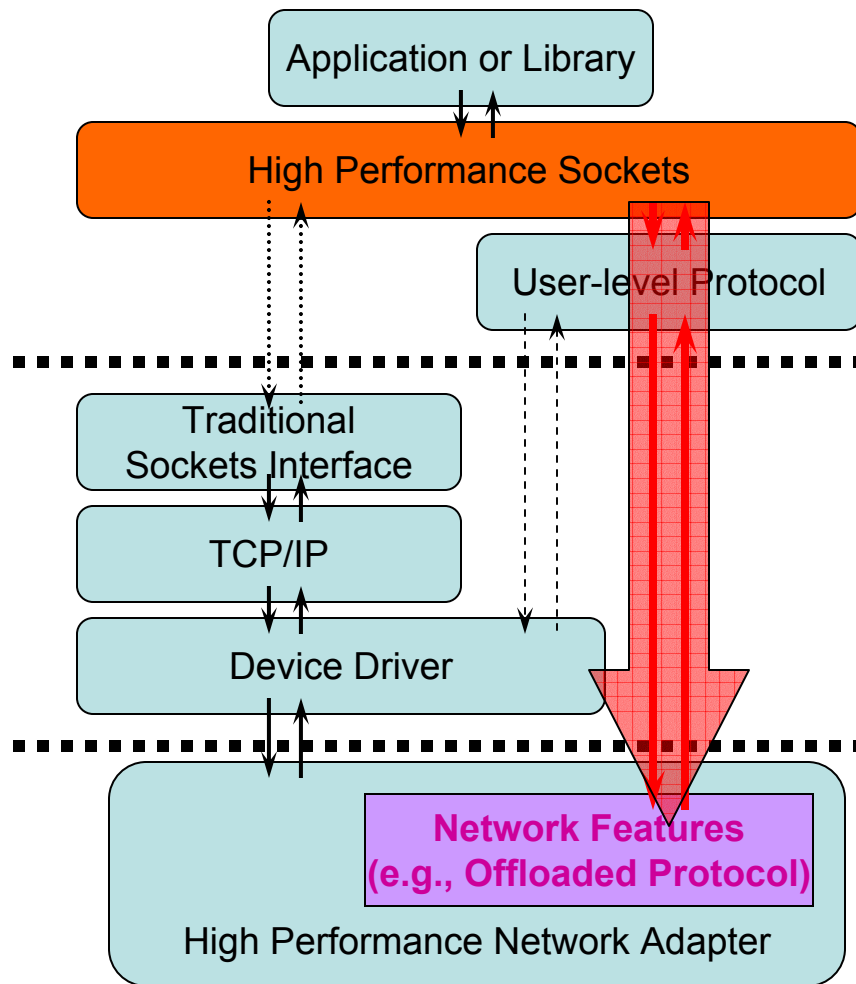 Application or Library
High Performance Sockets
User-level Protocol
Traditional
Sockets Interface
TCP/IP
Device Driver
Network Features
(e.g., Offloaded Protocol)
High Performance Network Adapter